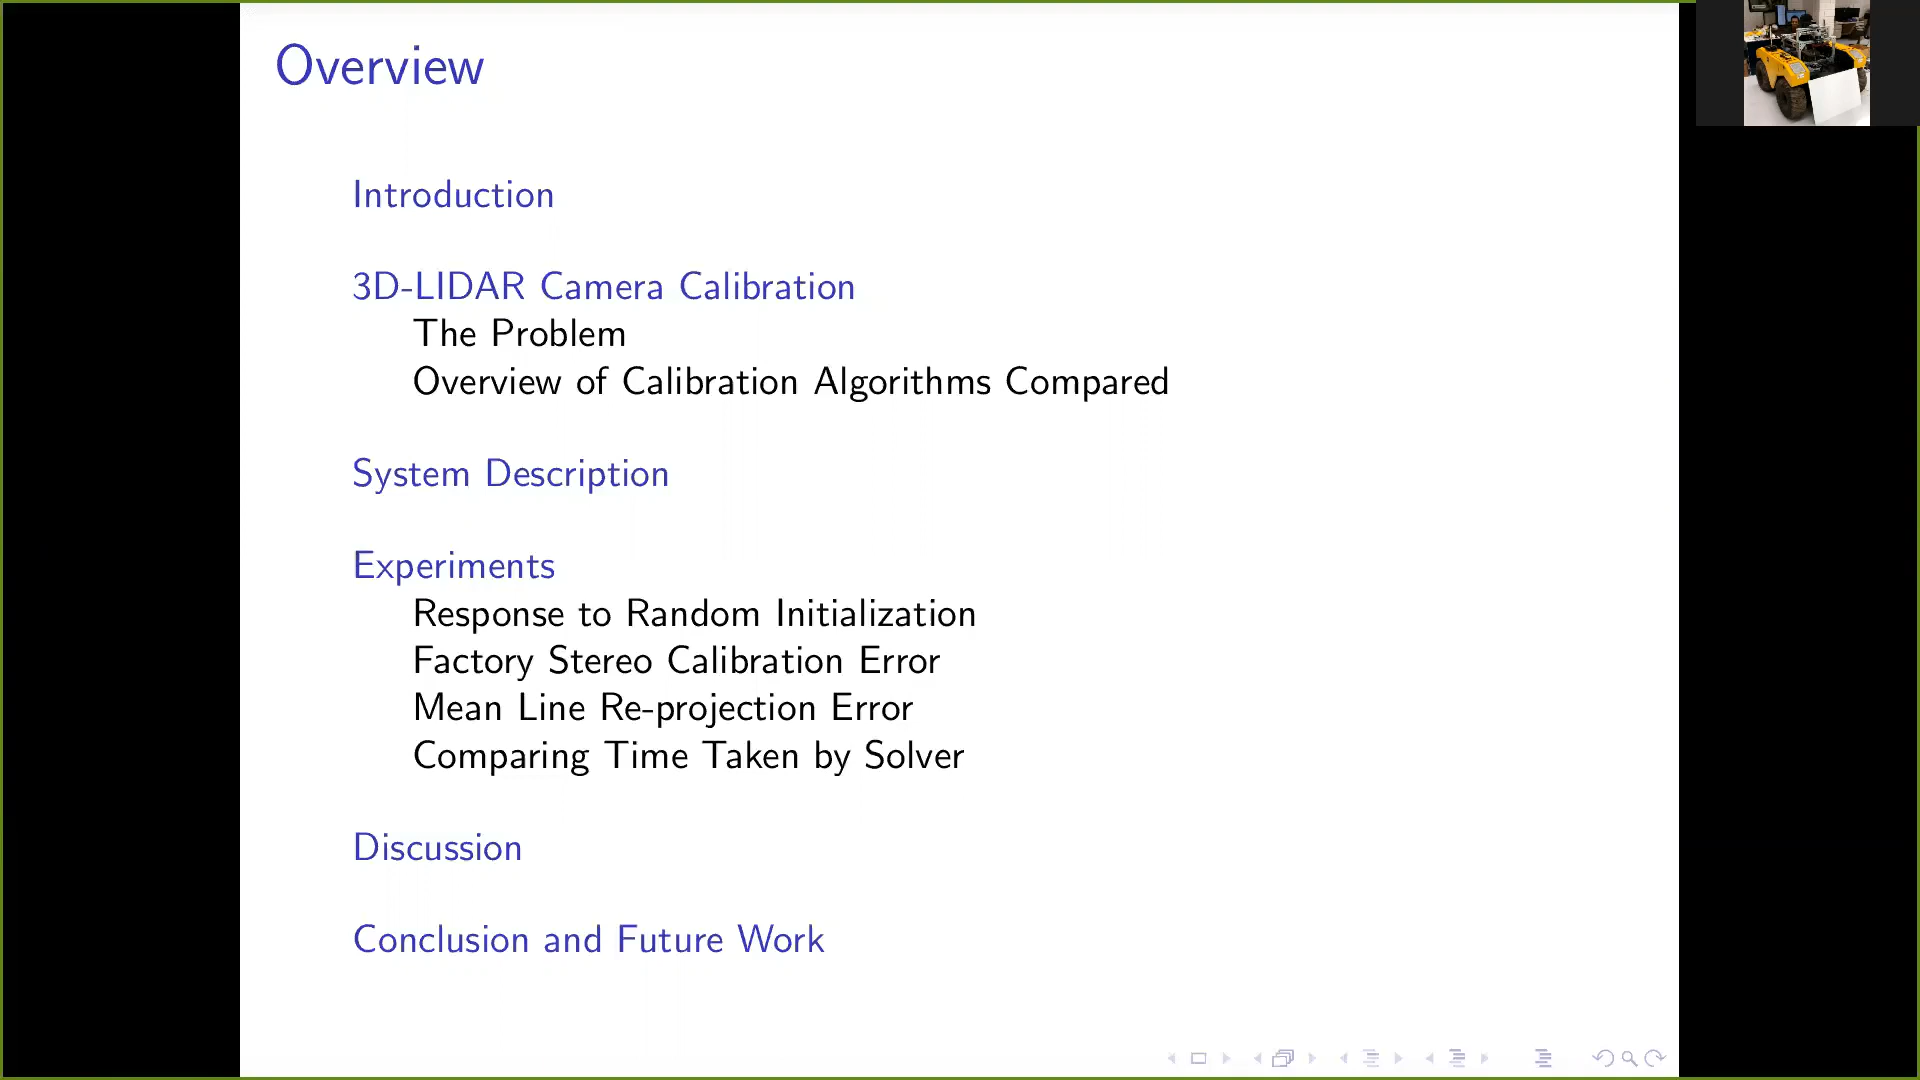 Overview
Introduction
3D-LIDAR Camera Calibration
The Problem
Overview of Calibration Algorithms Compared
System Description
Experiments
Response to Random Initialization
Factory Stereo Calibration Error
Mean Line Re-projection Error
Comparing Time Taken by Solver
Discussion
Conclusion and Future Work